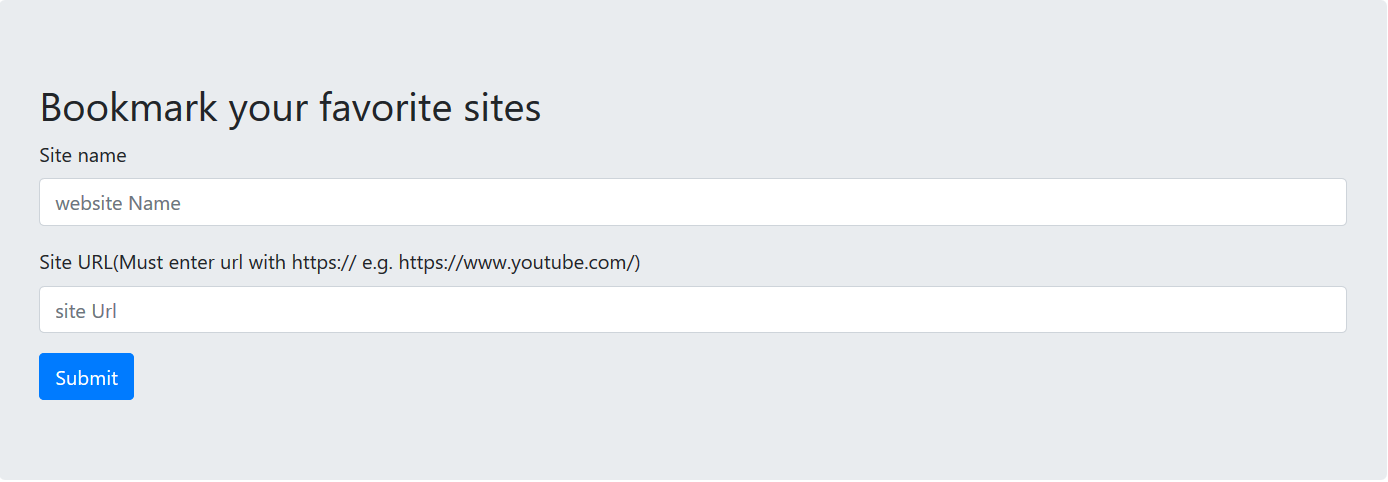 Bookmark your favorite sites
Site name
website Name
Site URL(Must enter url with https:// e.g. https://www.youtube.com/)
site Url
Submit